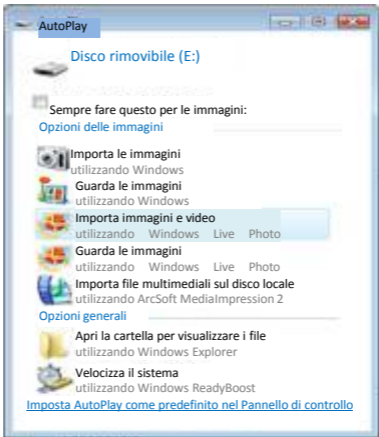 AutoPlay
Disco rimovibile (E:)
Sempre fare questo per le immagini:
Opzioni delle immagini
Importa le immagini
utilizzando Windows
Guarda le immagini
utilizzando Windows
Importa immagini e video
utilizzando Windows Live Photo
Guarda le immagini
utilizzando Windows Live Photo
Importa file multimediali sul disco locale
utilizando ArcSoft MediaImpression 2
Opzioni generali
Apri la cartella per visualizzare i file
utilizzando Windows Explorer
Velocizza il sistema
utilizzando Windows ReadyBoost
Imposta AutoPlay come predefinito nel Pannello di controllo